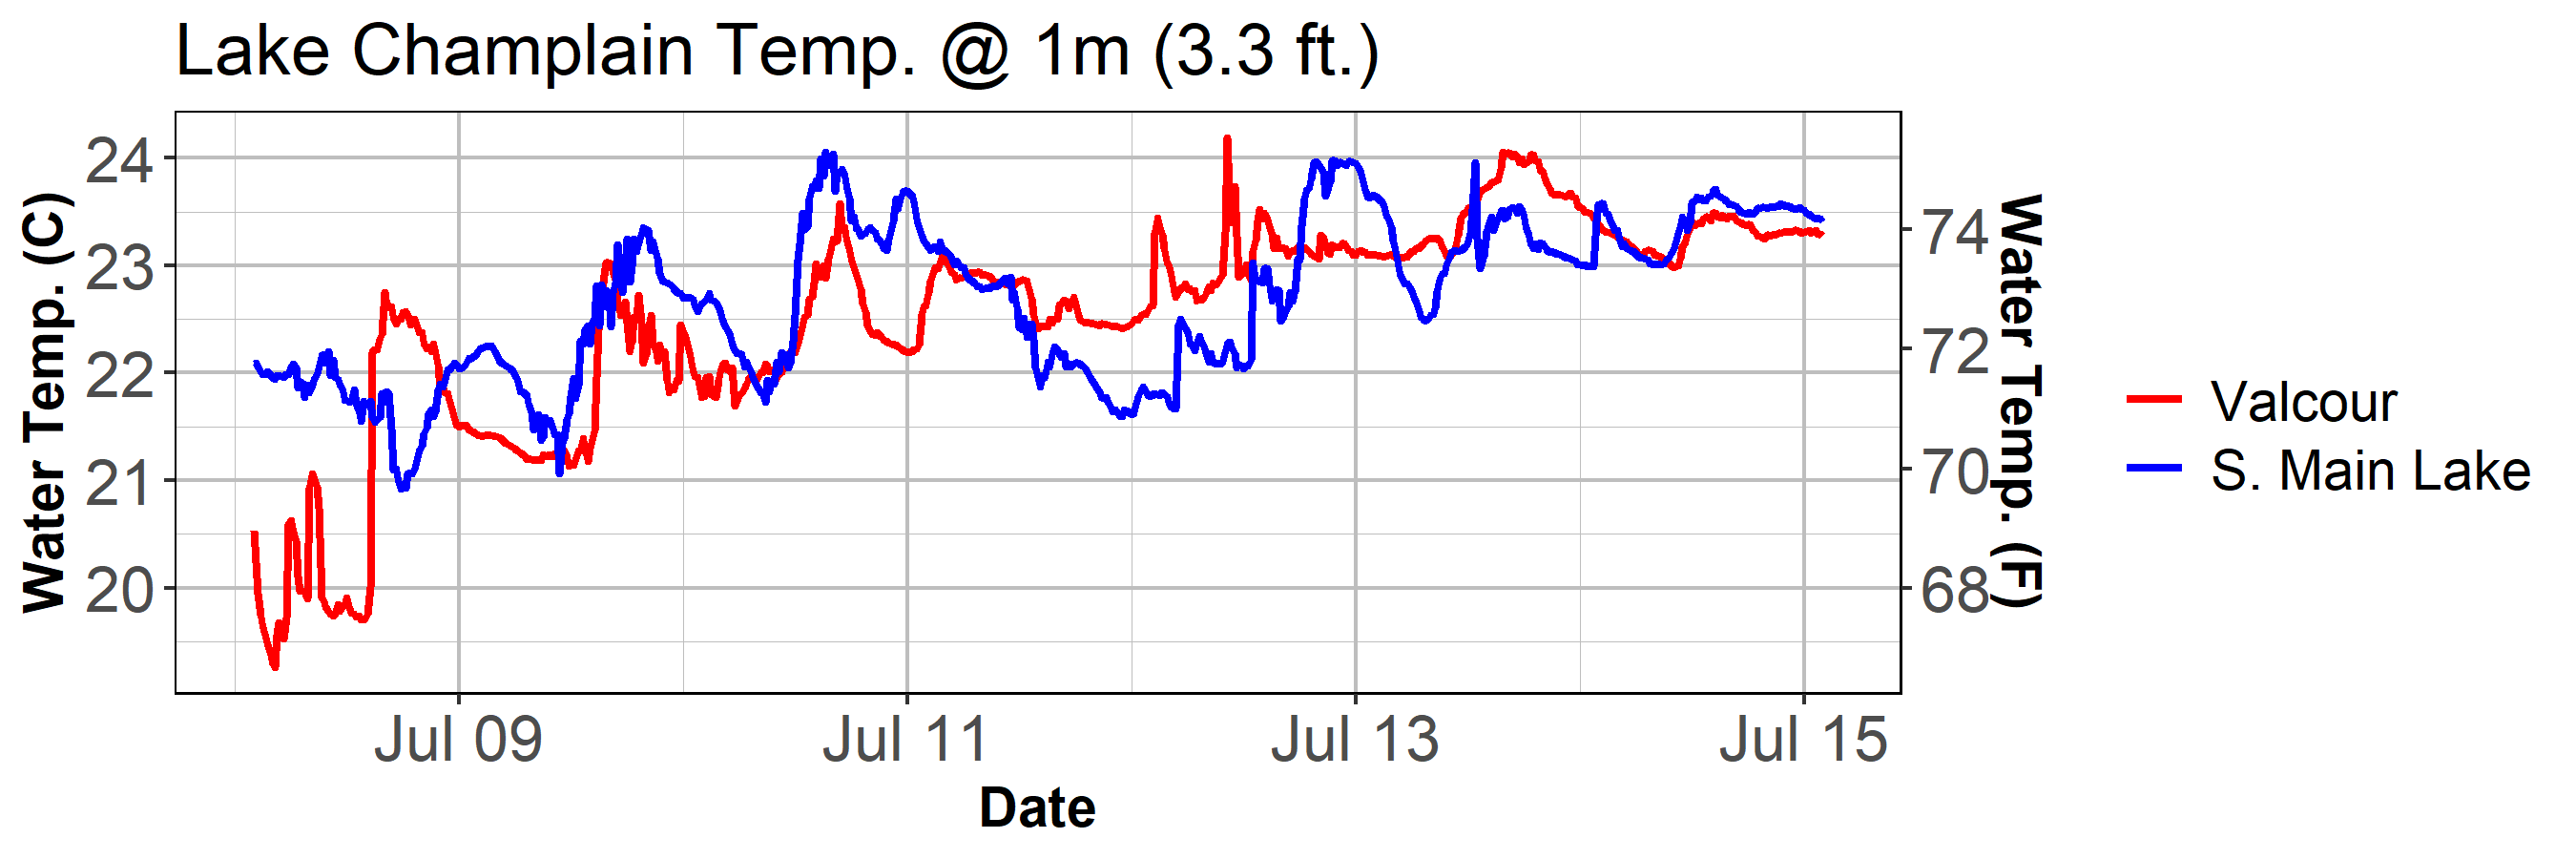 Lake Champlain Temp. @ 1m (3.3 ft.)
Water Temp. (C)
24
23
22
21
20
74
72
70
68
Water Temp. (F)
Jul 09
Jul 11
Jul 13
Jul 15
Date
Valcour
S. Main Lake